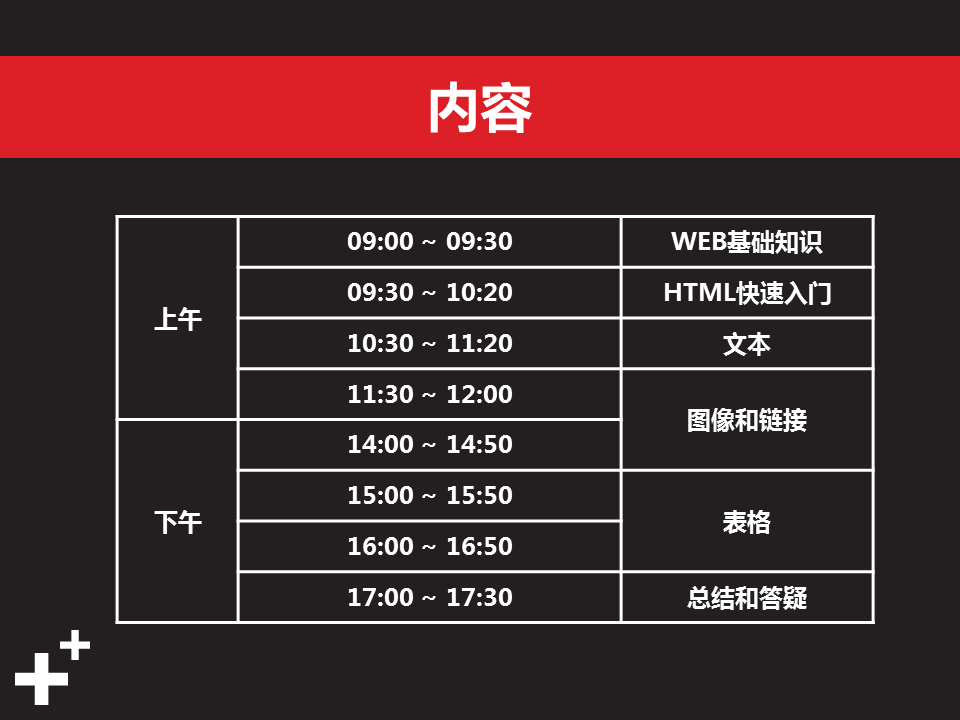 内容
上午
09:00 ~ 09:30 WEB基础知识
09:30 ~ 10:20 HTML快速入门
10:30 ~ 11:20 文本
11:30 ~ 12:00 图像和链接
下午
14:00 ~ 14:50
15:00 ~ 15:50 表格
16:00 ~ 16:50
17:00 ~ 17:30 总结和答疑